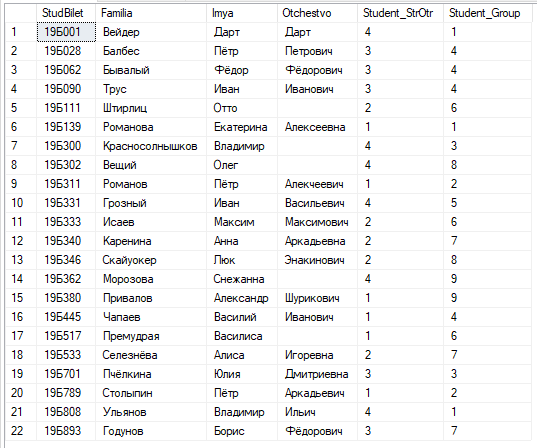 StudBilet Familia Imya Otchestvo Student_StrOtr Student_Group
1 19Б001 Вейдер Дарт Дарт 4 1
2 19Б028 Балбес Пётр Петрович 3 4
3 19Б062 Бывалый Фёдор Фёдорович 3 4
4 19Б090 Трус Иван Иванович 3 4
5 19Б111 Штирлиц Отто 2 6
6 19Б139 Романова Екатерина Алексеевна 1 1
7 19Б300 Красносолнышков Владимир 4 3
8 19Б302 Вещий Олег 4 8
9 19Б311 Романов Пётр Алекчеевич 1 2
10 19Б331 Грозный Иван Васильевич 4 5
11 19Б333 Исаев Максим Максимович 2 6
12 19Б340 Каренина Анна Аркадьевна 2 7
13 19Б346 Скайуокер Люк Энакинович 2 8
14 19Б362 Морозова Снежанна 4 9
15 19Б380 Привалов Александр Шурикович 1 9
16 19Б445 Чапаев Василий Иванович 1 4
17 19Б517 Премудрая Василиса 1 6
18 19Б533 Селезнёва Алиса Игоревна 2 7
19 19Б701 Пчёлкина Юлия Дмитриевна 3 3
20 19Б789 Столыпин Пётр Аркадьевич 1 2
21 19Б808 Ульянов Владимир Ильич 4 1
22 19Б893 Годунов Борис Фёдорович 3 7